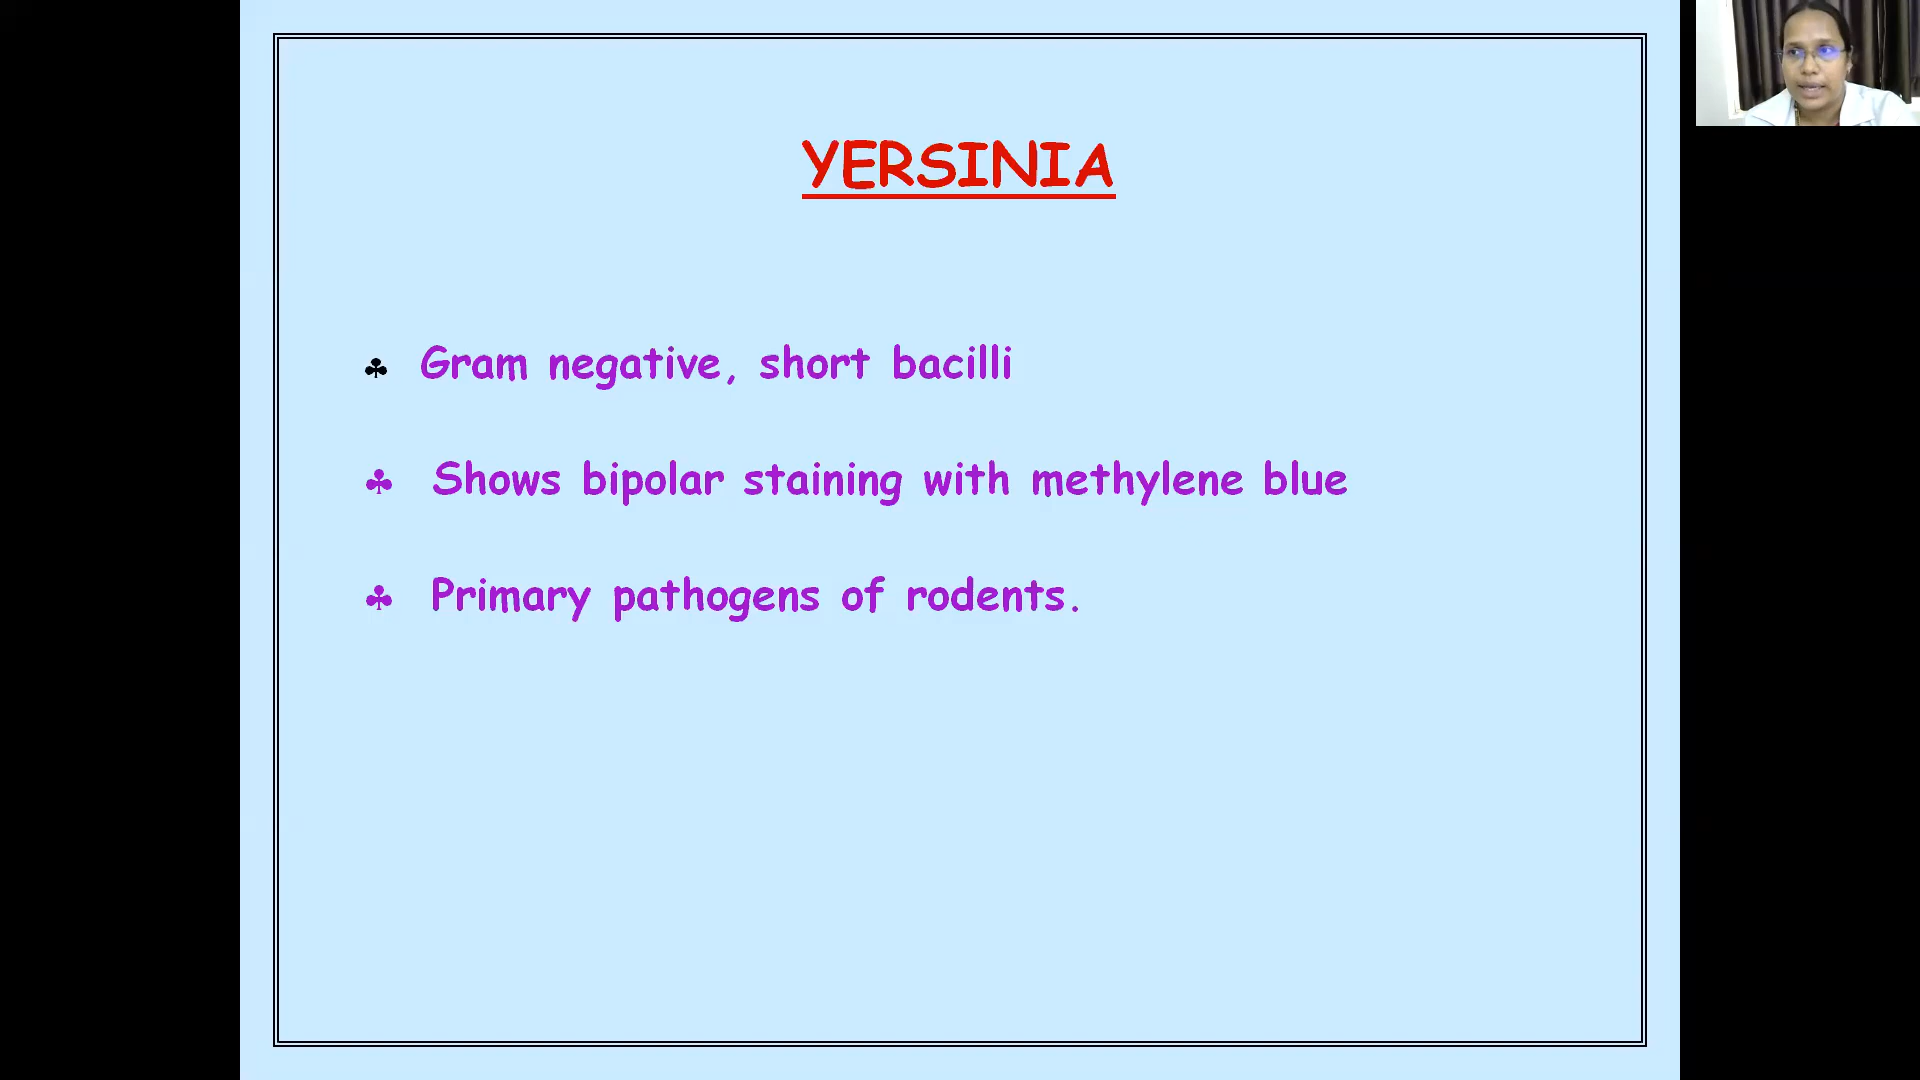 YERSINIA
♣ Gram negative, short bacilli
♣ Shows bipolar staining with methylene blue
♣ Primary pathogens of rodents.